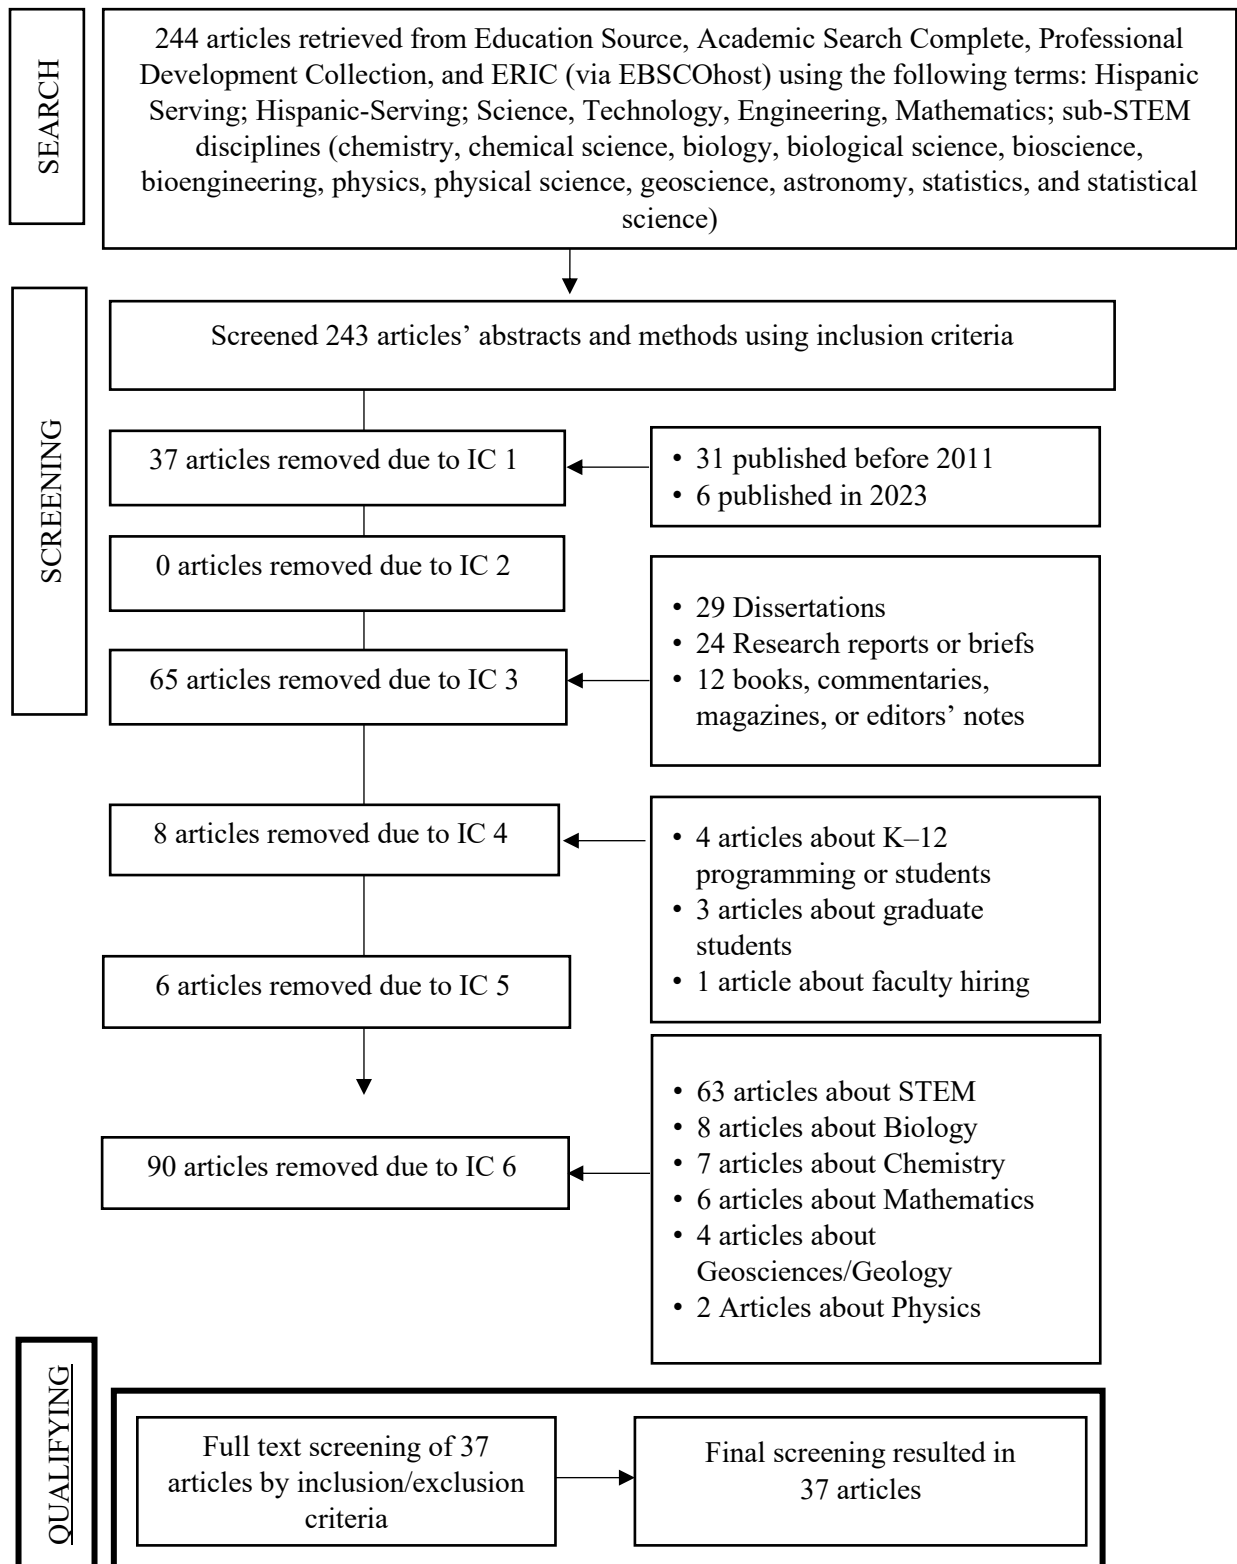 SEARCH
244 articles retrieved from Education Source, Academic Search Complete, Professional
Development Collection, and ERIC (via EBSCOhost) using the following terms: Hispanic
Serving; Hispanic-Serving; Science, Technology, Engineering, Mathematics; sub-STEM
disciplines (chemistry, chemical science, biology, biological science, bioscience,
bioengineering, physics, physical science, geoscience, astronomy, statistics, and statistical
science)
SCREENING
Screened 243 articles’ abstracts and methods using inclusion criteria
37 articles removed due to IC 1
• 31 published before 2011
• 6 published in 2023
0 articles removed due to IC 2
65 articles removed due to IC 3
• 29 Dissertations
• 24 Research reports or briefs
• 12 books, commentaries,
magazines, or editors’ notes
8 articles removed due to IC 4
• 4 articles about K–12
programming or students
• 3 articles about graduate
students
• 1 article about faculty hiring
6 articles removed due to IC 5
90 articles removed due to IC 6
• 63 articles about STEM
• 8 articles about Biology
• 7 articles about Chemistry
• 6 articles about Mathematics
• 4 articles about
Geosciences/Geology
• 2 Articles about Physics
QUALIFYING
Full text screening of 37
articles by inclusion/exclusion
criteria
Final screening resulted in
37 articles